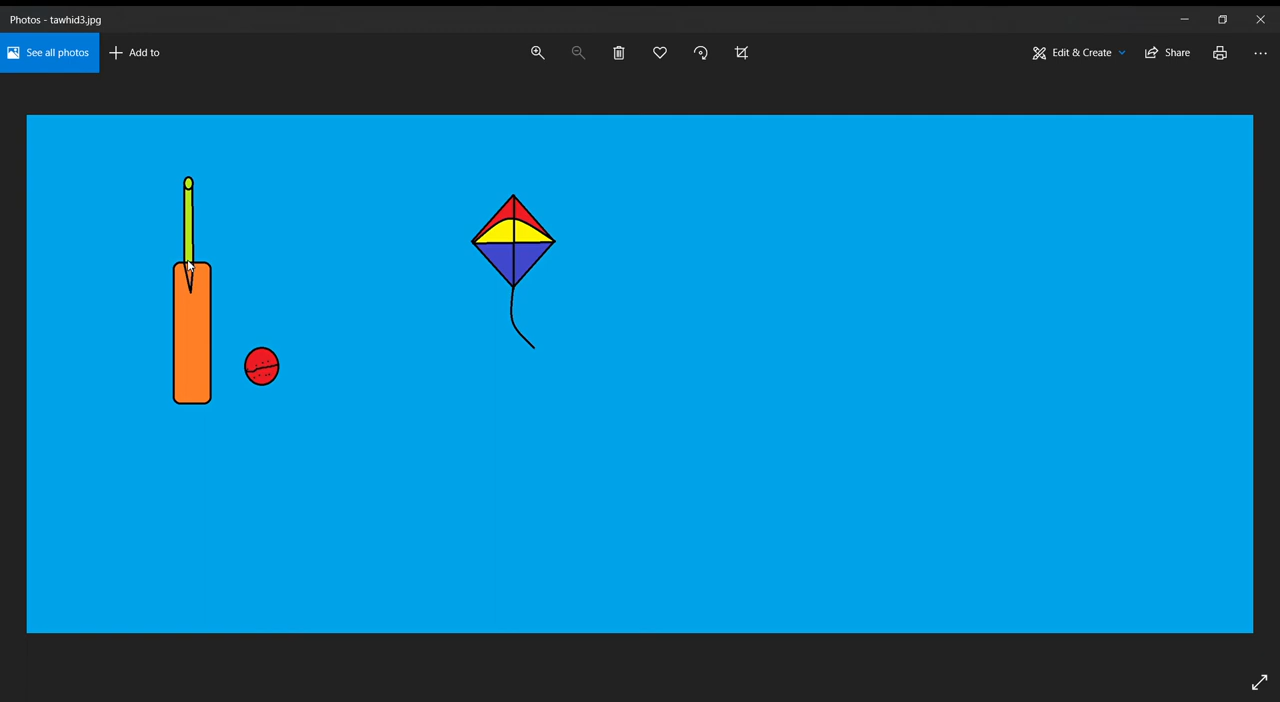 Photos - tawhid3.jpg
See all photos
Add to
Edit & Create
Share